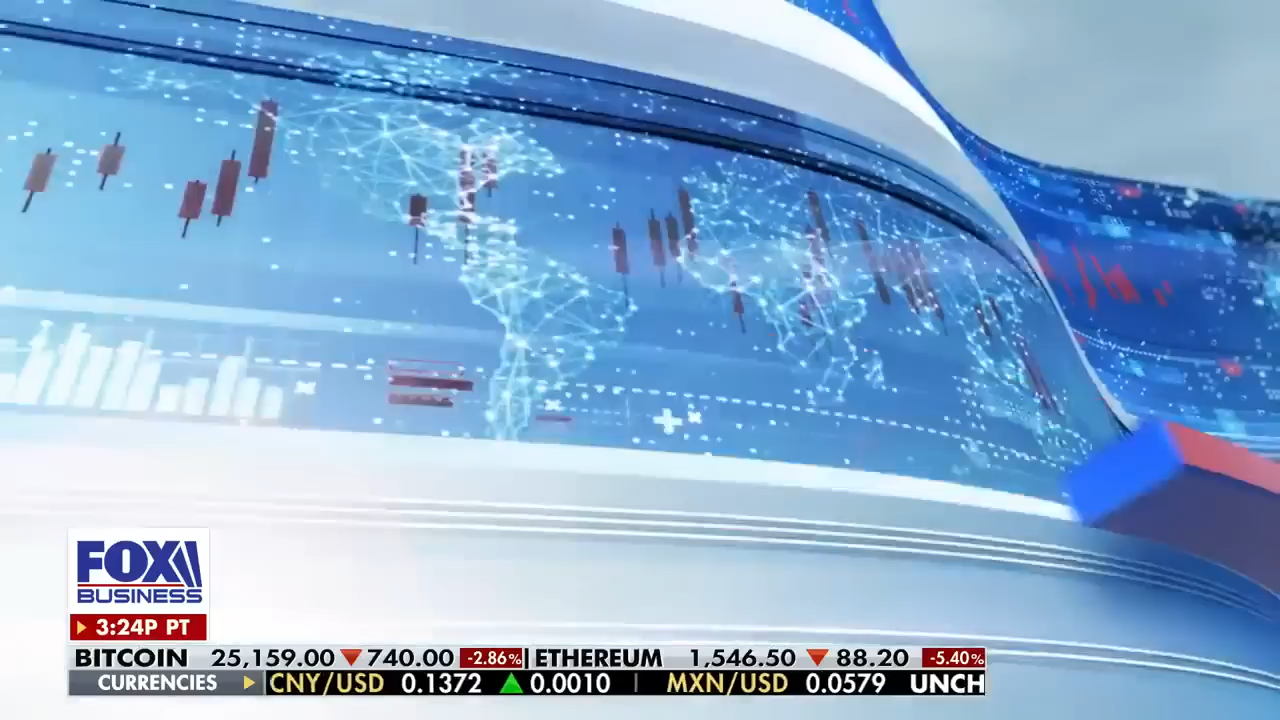 FOX
BUSINESS
3:24P PT
BITCOIN 25,159.00 ▼ 740.00 -2.86% ETHEREUM 1,546.50 ▼ 88.20 -5.40%
CURRENCIES CNY/USD 0.1372 ▲ 0.0010 | MXN/USD 0.0579 UNCH